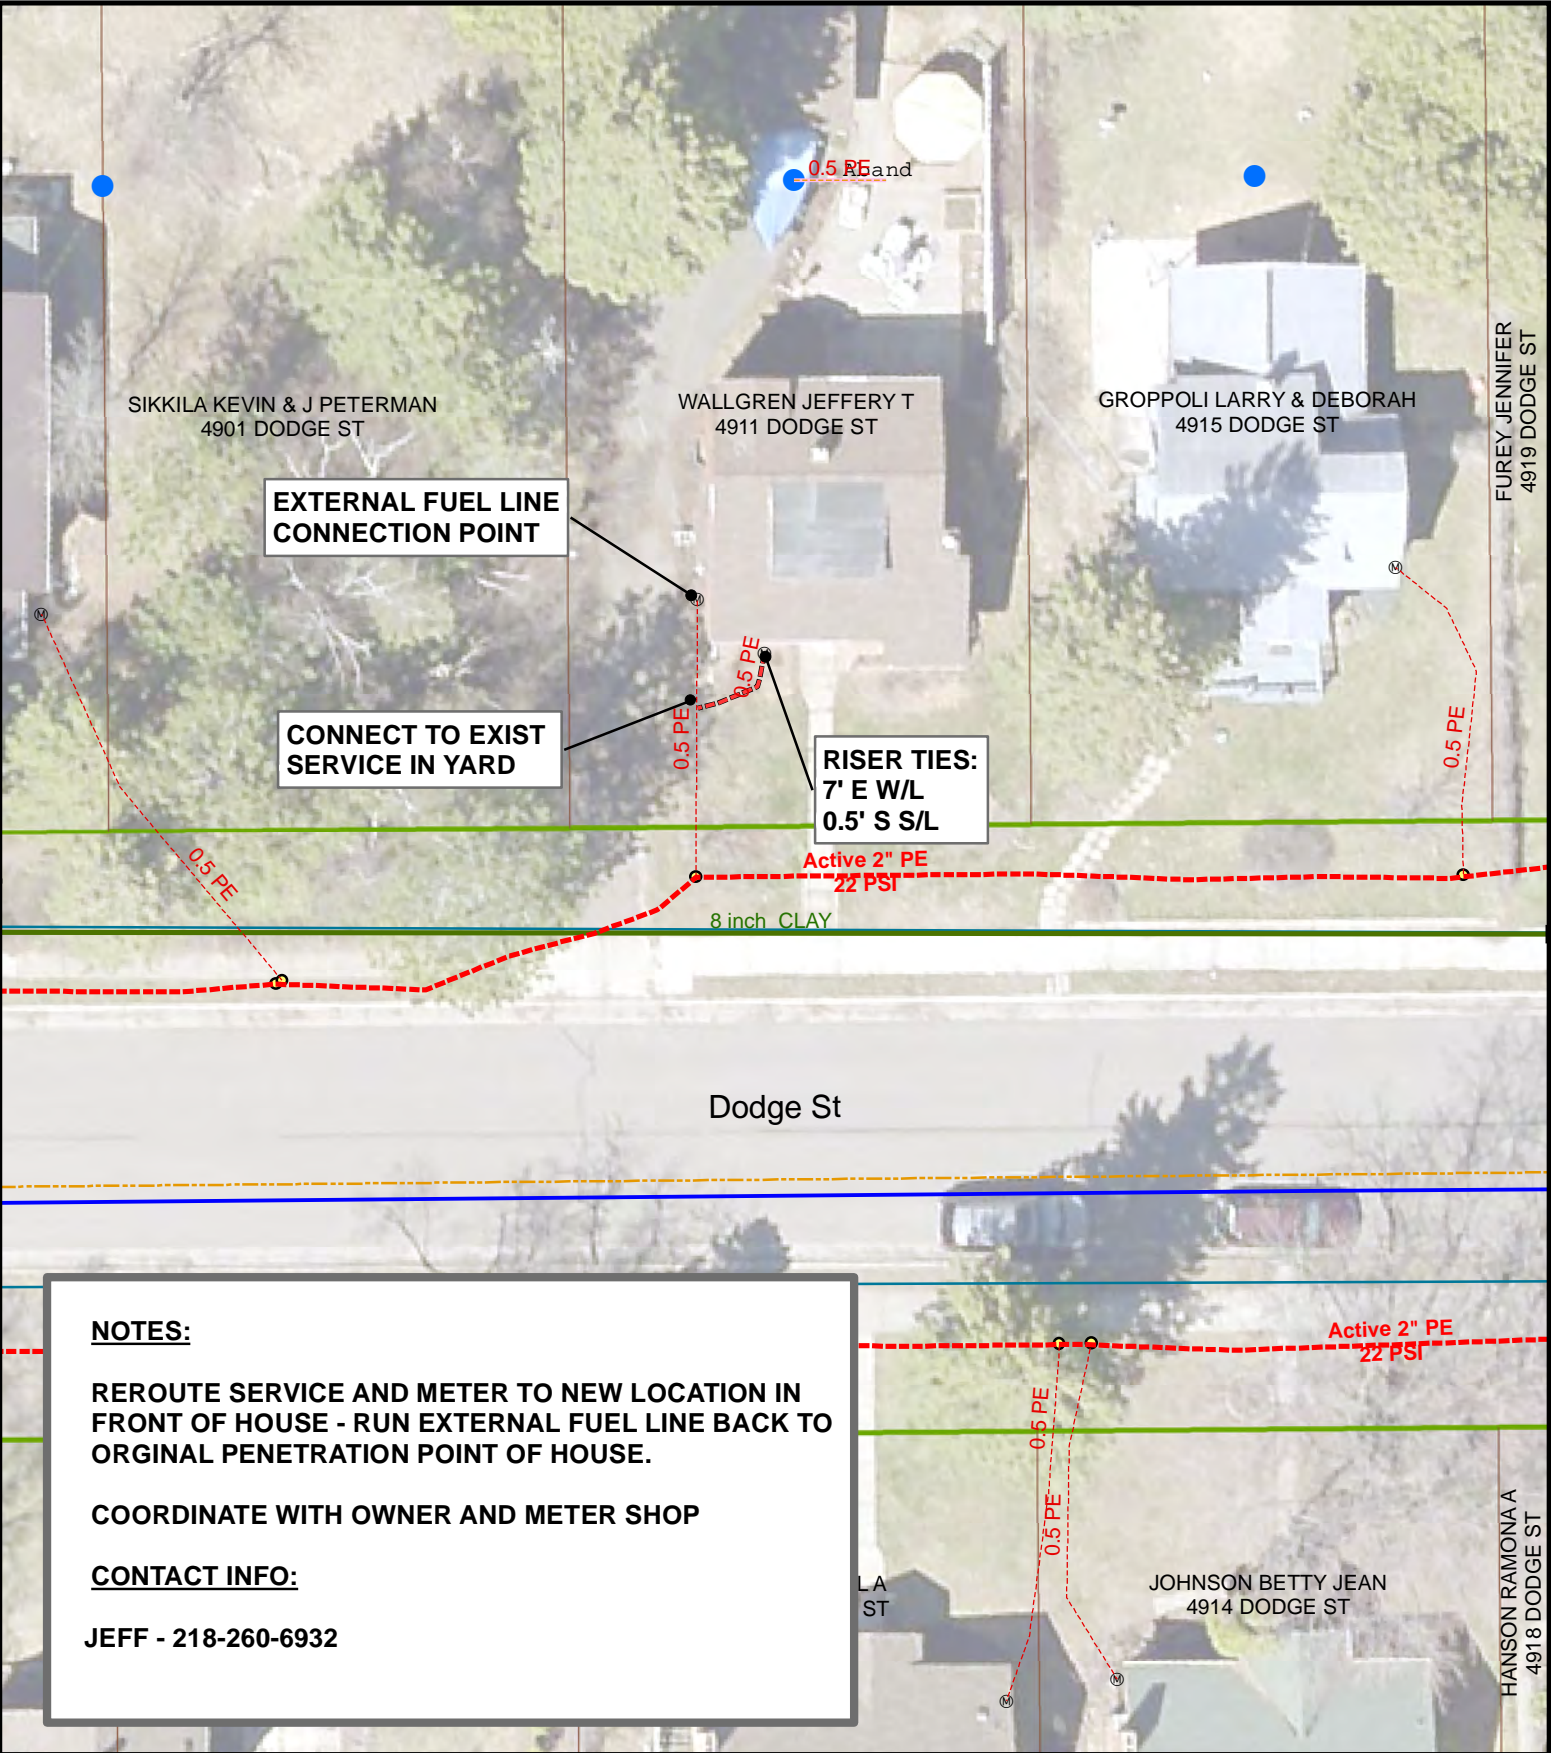 0.5 PE
Aband
SIKKILA KEVIN & J PETERMAN
4901 DODGE ST
WALLGREN JEFFERY T
4911 DODGE ST
GROPPOLI LARRY & DEBORAH
4915 DODGE ST
FUREY JENNIFER
4919 DODGE ST
EXTERNAL FUEL LINE
CONNECTION POINT
M
M
M
M
0.5 PE
CONNECT TO EXIST
SERVICE IN YARD
0.5 PE
RISER TIES:
7' E W/L
0.5' S S/L
0.5 PE
0.5 PE
Active 2" PE
22 PSI
8 inch CLAY
Dodge St
NOTES:
REROUTE SERVICE AND METER TO NEW LOCATION IN
FRONT OF HOUSE - RUN EXTERNAL FUEL LINE BACK TO
ORGINAL PENETRATION POINT OF HOUSE.
COORDINATE WITH OWNER AND METER SHOP
CONTACT INFO:
JEFF - 218-260-6932
Active 2" PE
22 PSI
0.5 PE
0.5 PE
L A
ST
JOHNSON BETTY JEAN
4914 DODGE ST
HANSON RAMONA A
4918 DODGE ST
M
M